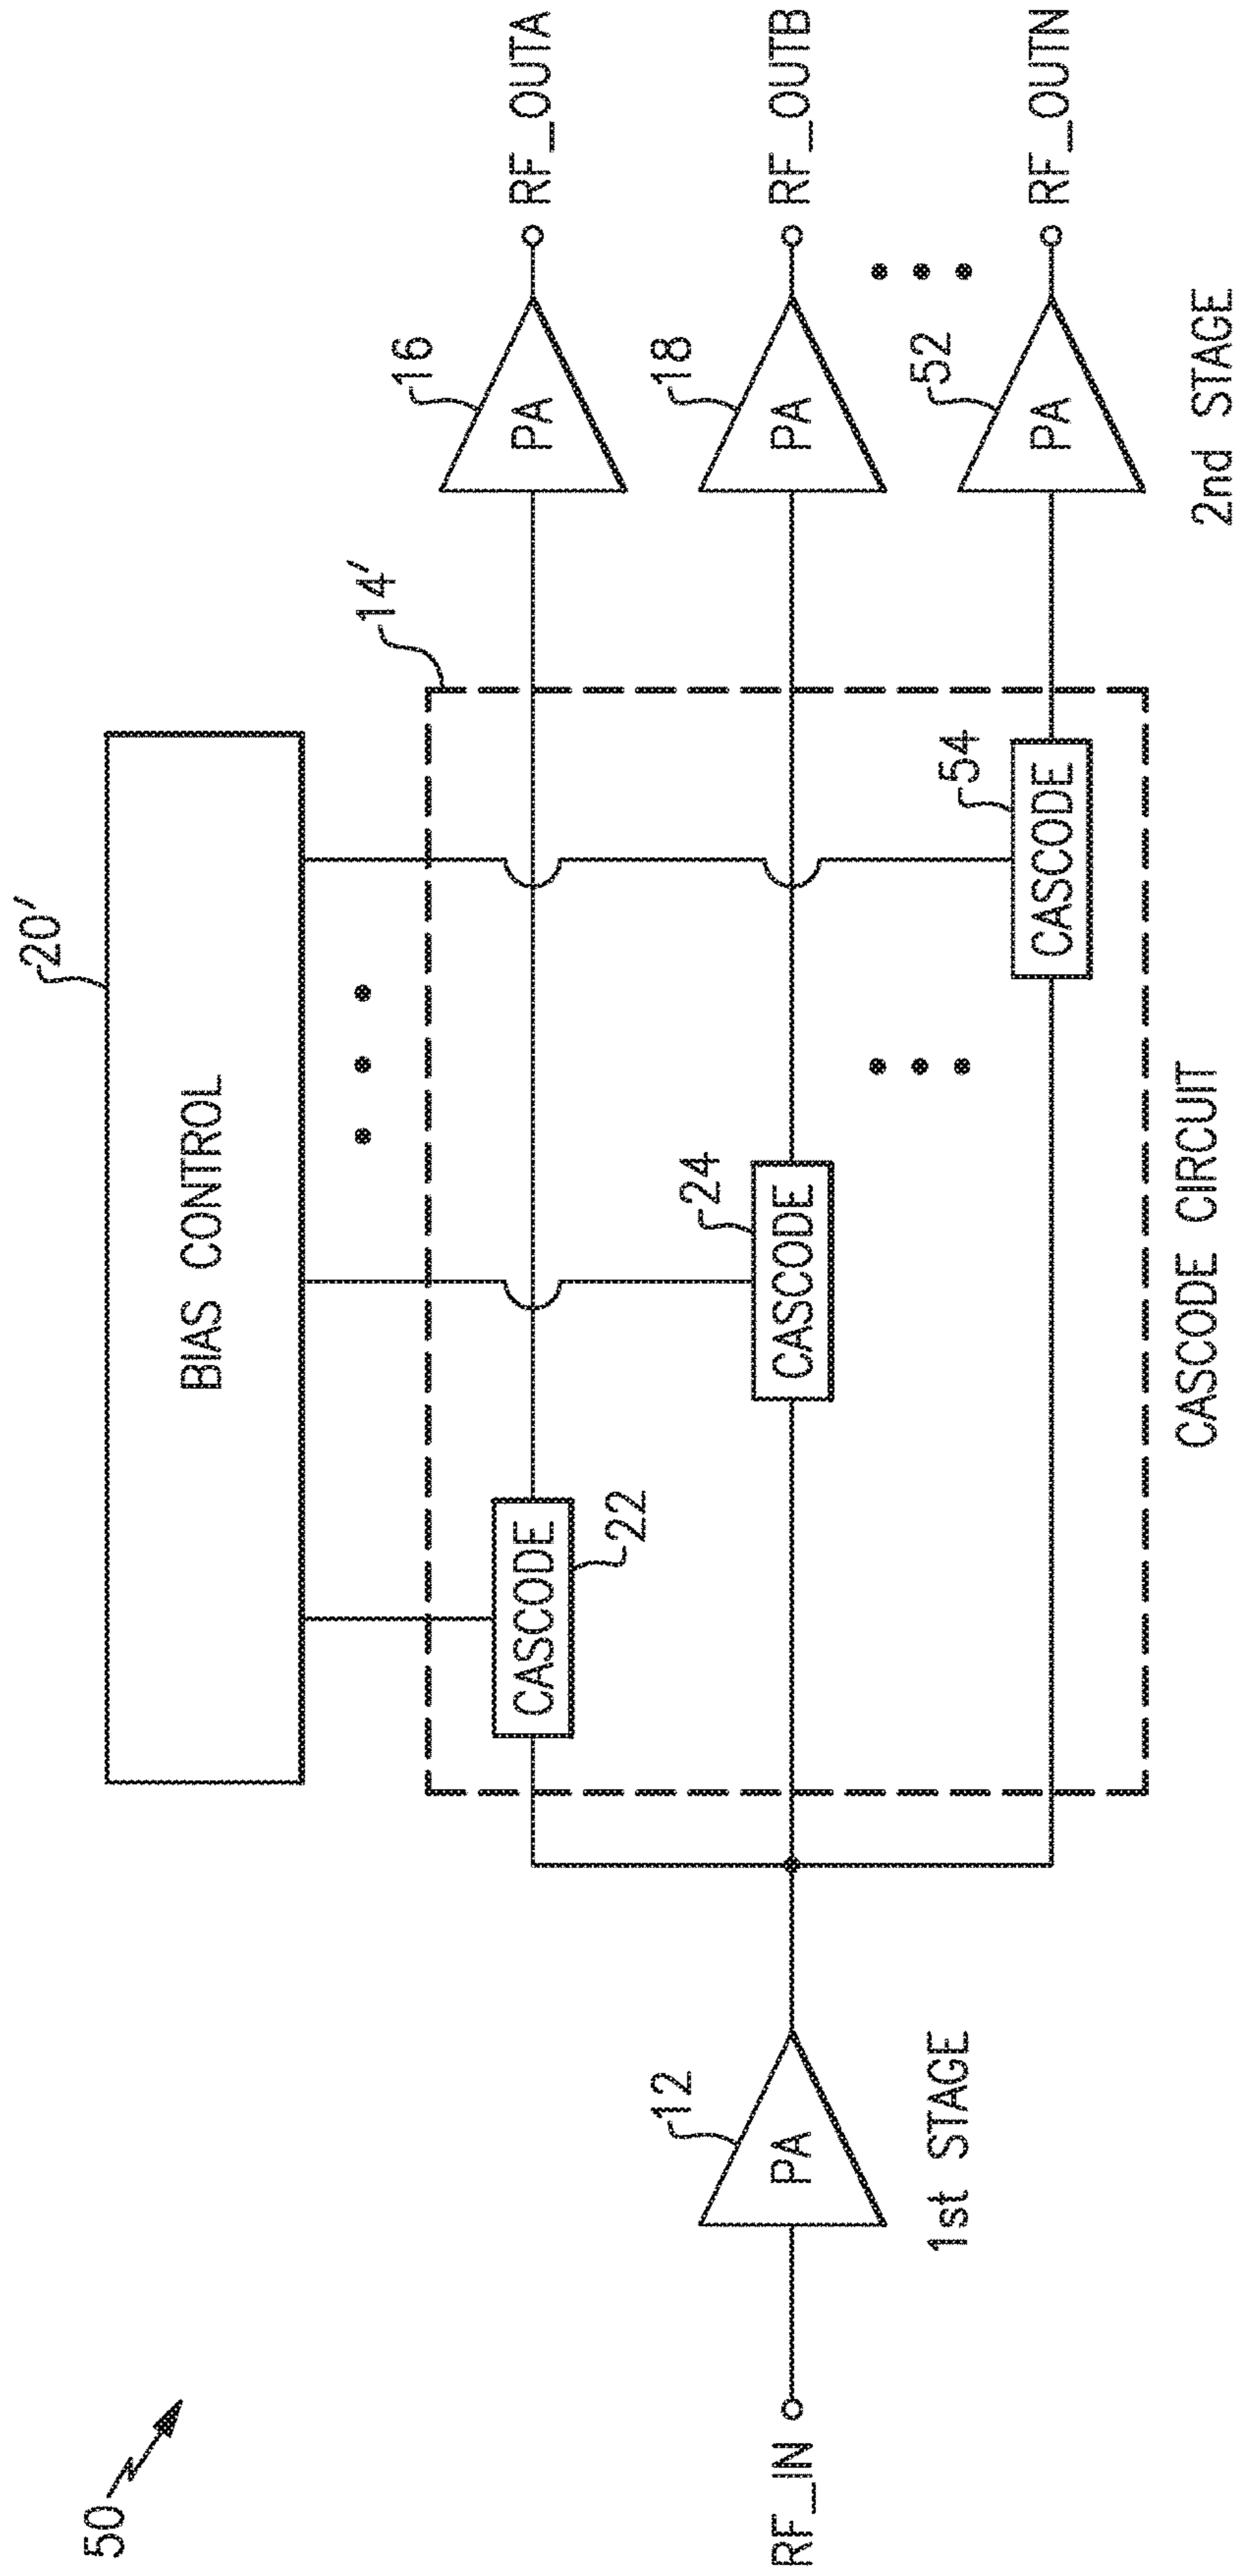 50
20′
BIAS CONTROL
14′
16
PA
RF_OUTA
CASCODE
22
12
PA
RF_IN
1st STAGE
24
CASCODE
18
PA
RF_OUTB
54
CASCODE
52
PA
RF_OUTN
CASCODE CIRCUIT
2nd STAGE